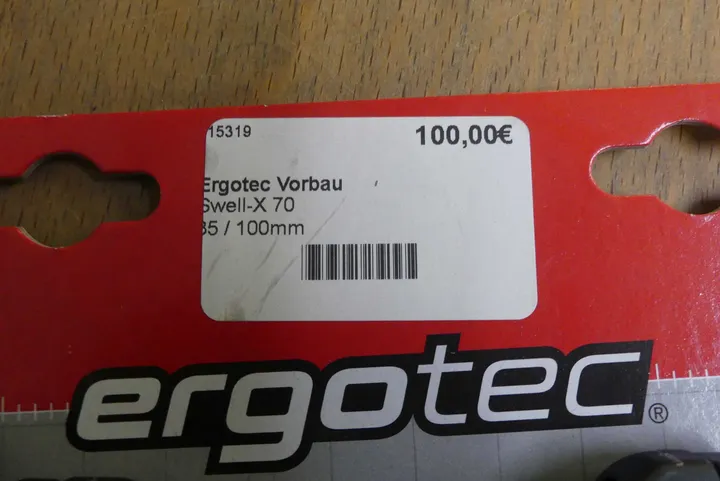 15319
100,00€
Ergotec Vorbau
Swell-X 70
35 / 100mm
ergotec®